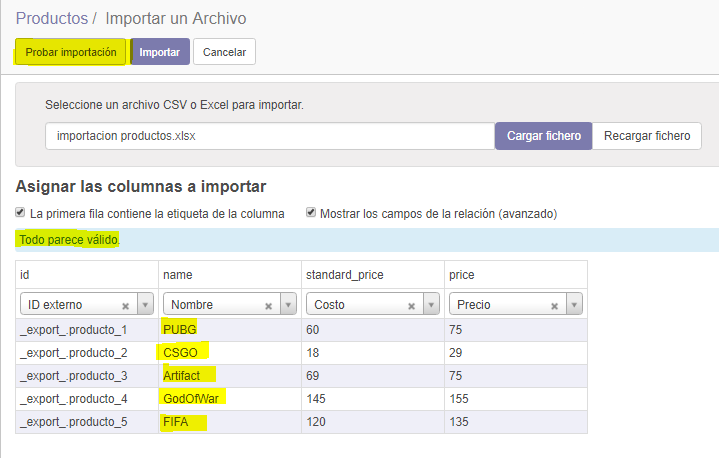 Productos / Importar un Archivo
Probar importación Importar Cancelar
Seleccione un archivo CSV o Excel para importar.
importacion productos.xlsx Cargar fichero Recargar fichero
Asignar las columnas a importar
La primera fila contiene la etiqueta de la columna Mostrar los campos de la relación (avanzado)
Todo parece válido.
id name standard_price price
ID externo Nombre Costo Precio
_export_.producto_1 PUBG 60 75
_export_.producto_2 CSGO 18 29
_export_.producto_3 Artifact 69 75
_export_.producto_4 GodOfWar 145 155
_export_.producto_5 FIFA 120 135